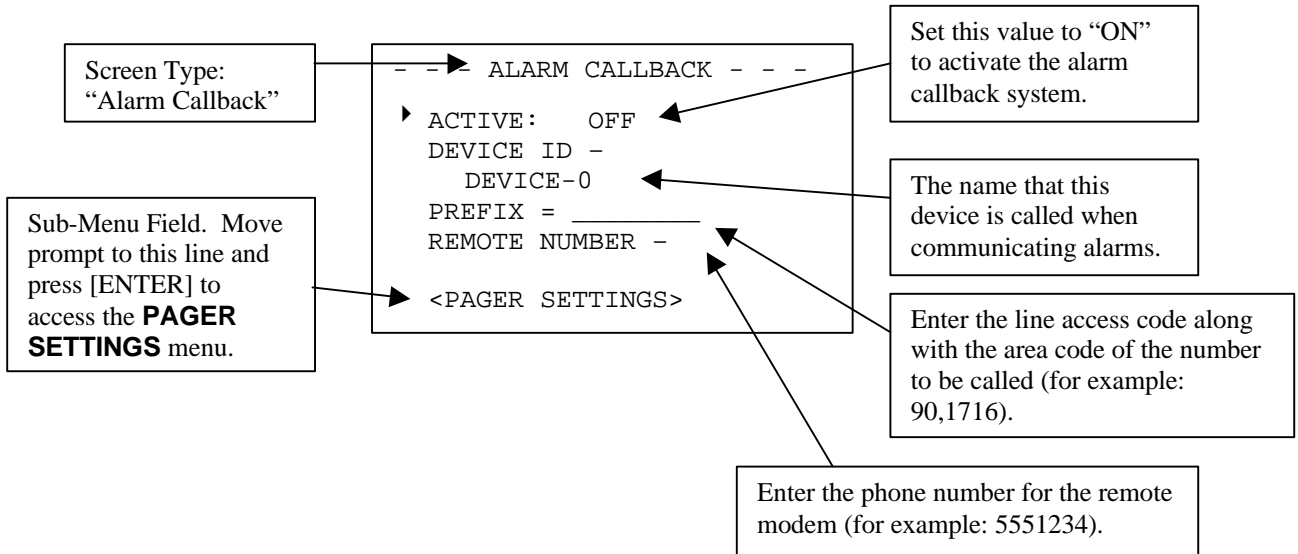 Screen Type:
“Alarm Callback”
Sub-Menu Field. Move
prompt to this line and
press [ENTER] to
access the PAGER
SETTINGS menu.
- - - ALARM CALLBACK - - -
ACTIVE: OFF
DEVICE ID –
DEVICE-0
PREFIX = ________
REMOTE NUMBER –
<PAGER SETTINGS>
Set this value to “ON”
to activate the alarm
callback system.
The name that this
device is called when
communicating alarms.
Enter the line access code along
with the area code of the number
to be called (for example:
90,1716).
Enter the phone number for the remote
modem (for example: 5551234).